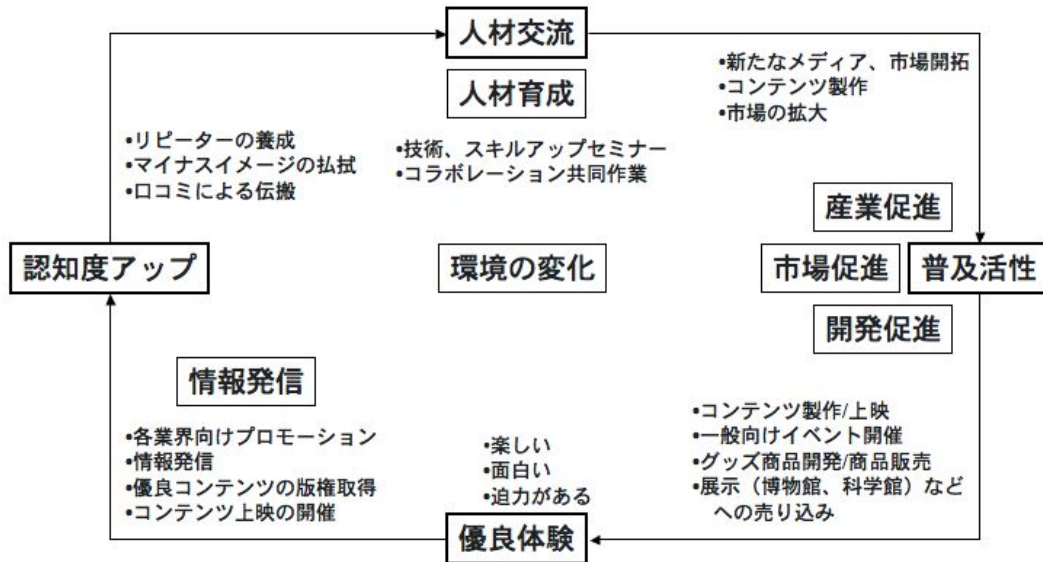 人材交流
人材育成
•技術、スキルアップセミナー
•コラボレーション共同作業
•新たなメディア、市場開拓
•コンテンツ製作
•市場の拡大
•リピーターの養成
•マイナスイメージの払拭
•口コミによる伝搬
認知度アップ
環境の変化
産業促進
市場促進
普及活性
開発促進
情報発信
•各業界向けプロモーション
•情報発信
•優良コンテンツの版権取得
•コンテンツ上映の開催
•楽しい
•面白い
•迫力がある
優良体験
•コンテンツ製作/上映
•一般向けイベント開催
•グッズ商品開発/商品販売
•展示（博物館、科学館）など
への売り込み